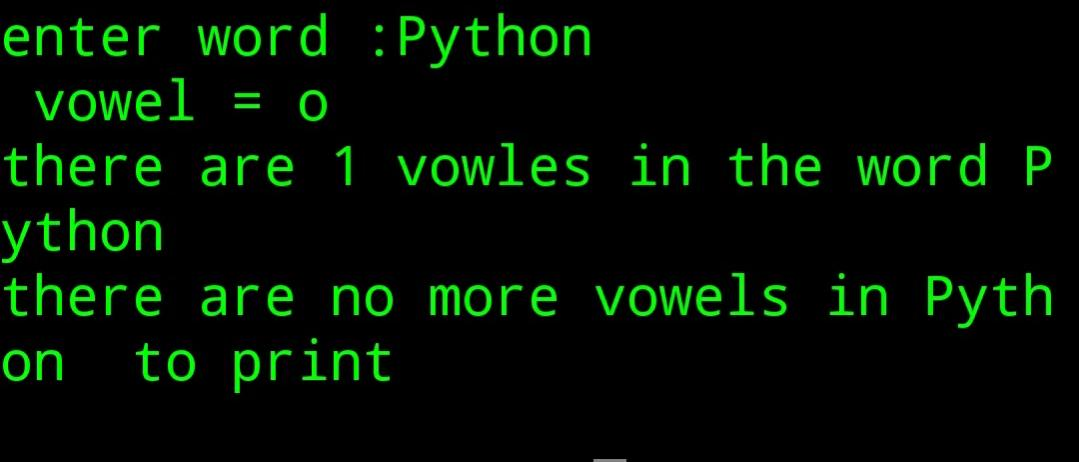 enter word :Python
 vowel = o
there are 1 vowles in the word P
ython
there are no more vowels in Pyth
on  to print